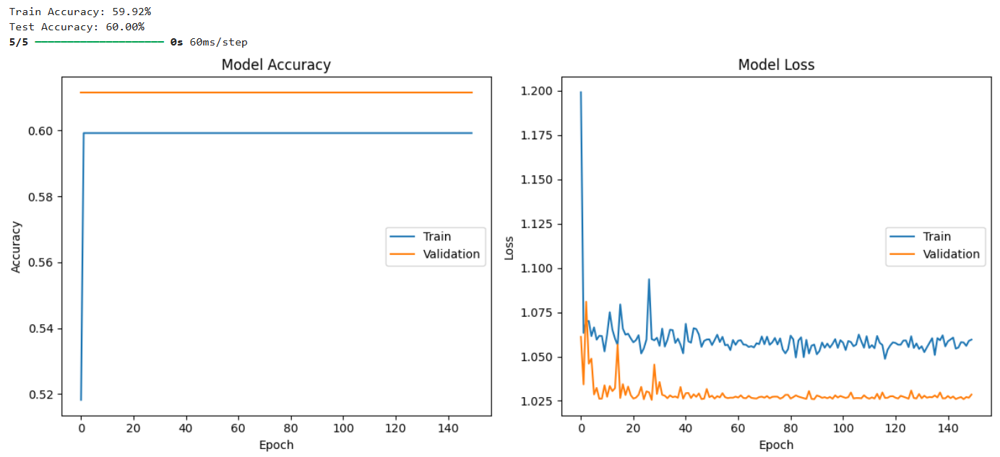 Train Accuracy: 59.92%
Test Accuracy: 60.00%
5/5 ━━━━━━━━━━━━━━━━━━━━ 0s 60ms/step
Model Accuracy
0.60
0.58
0.56
0.54
0.52
Accuracy
Train
Validation
0 20 40 60 80 100 120 140
Epoch
Model Loss
1.200
1.175
1.150
1.125
1.100
1.075
1.050
1.025
Loss
Train
Validation
0 20 40 60 80 100 120 140
Epoch